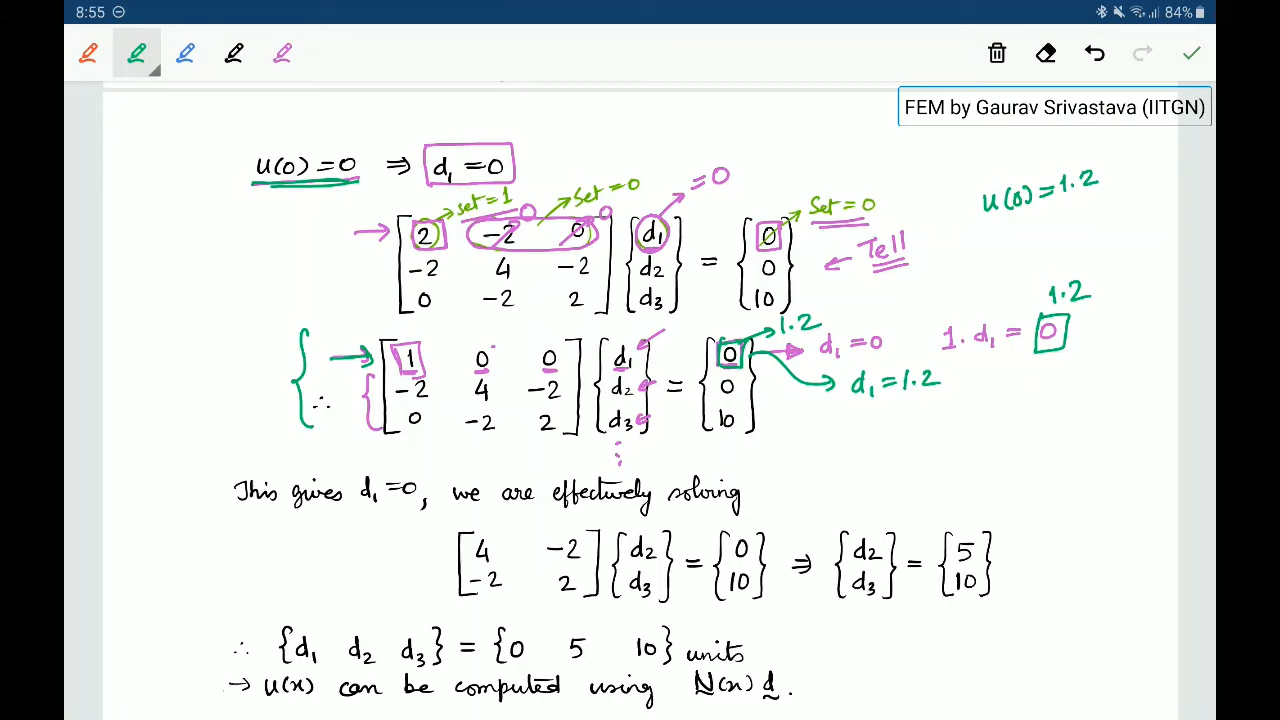 8:55
84%
FEM by Gaurav Srivastava (IITGN)
u(0) = 0 ⇒ d₁ = 0
set = 1 0 set = 0 0 = 0 set = 0 u(0) = 1.2
[2 -2 0] {d₁} {0}
[-2 4 -2] {d₂} = {0} ← Tell
[0 -2 2] {d₃} {10}
1.2 1.2
[1 0 0] {d₁} {0} → d₁ = 0 1. d₁ = 0
∴ [-2 4 -2] {d₂} = {0} → d₁ = 1.2
[0 -2 2] {d₃} {10}
This gives d₁ = 0, we are effectively solving
[4 -2] {d₂} = {0} ⇒ {d₂} = {5}
[-2 2] {d₃} {10} {d₃} {10}
∴ {d₁ d₂ d₃} = {0 5 10} units
→ u(x) can be computed using N(x) d.